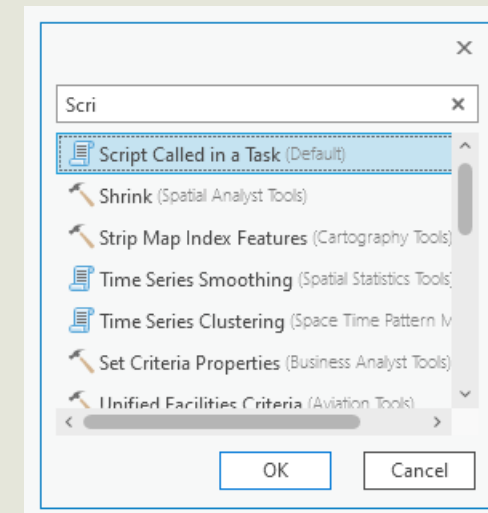 Scri
Script Called in a Task (Default)
Shrink (Spatial Analyst Tools)
Strip Map Index Features (Cartography Tools)
Time Series Smoothing (Spatial Statistics Tools
Time Series Clustering (Space Time Pattern M
Set Criteria Properties (Business Analyst Tools)
Unified Facilities Criteria (Aviation Tools)
OK Cancel